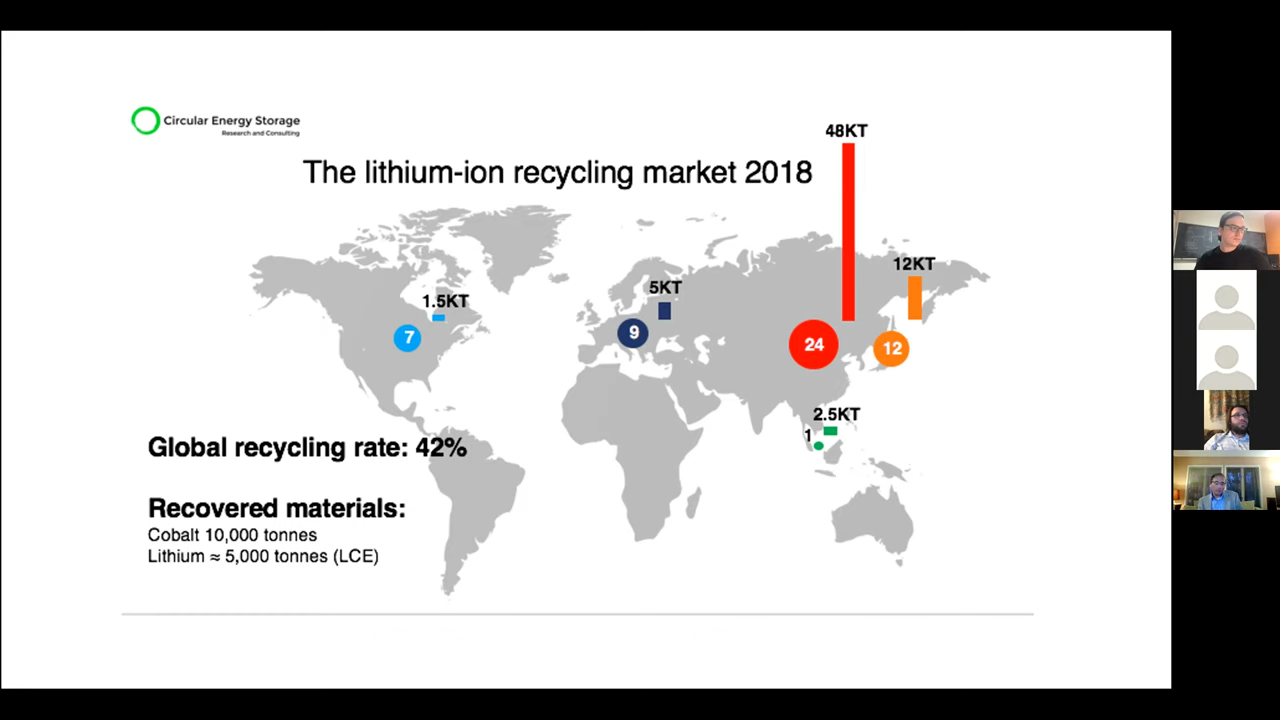 Circular Energy Storage
Research and Consulting
The lithium-ion recycling market 2018
48KT
12KT
5KT
1.5KT
7
9
24
12
2.5KT
1
Global recycling rate: 42%
Recovered materials:
Cobalt 10,000 tonnes
Lithium ≈ 5,000 tonnes (LCE)